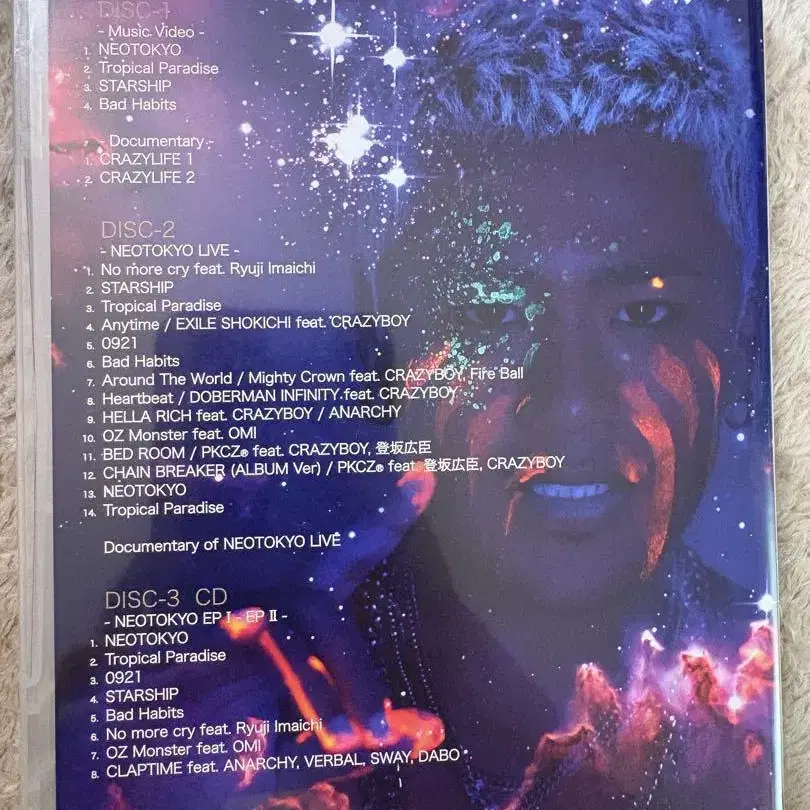 DISC-1
- Music Video -
1. NEOTOKYO
2. Tropical Paradise
3. STARSHIP
4. Bad Habits
- Documentary -
1. CRAZYLIFE 1
2. CRAZYLIFE 2
DISC-2
- NEOTOKYO LIVE -
1. No more cry feat. Ryuji Imaichi
2. STARSHIP
3. Tropical Paradise
4. Anytime / EXILE SHOKICHI feat. CRAZYBOY
5. 0921
6. Bad Habits
7. Around The World / Mighty Crown feat. CRAZYBOY, Fire Ball
8. Heartbeat / DOBERMAN INFINITY feat. CRAZYBOY
9. HELLA RICH feat. CRAZYBOY / ANARCHY
10. OZ Monster feat. OMI
11. BED ROOM / PKCZ® feat. CRAZYBOY, 登坂広臣
12. CHAIN BREAKER (ALBUM Ver) / PKCZ® feat. 登坂広臣, CRAZYBOY
13. NEOTOKYO
14. Tropical Paradise
Documentary of NEOTOKYO LIVE
DISC-3 CD
- NEOTOKYO EP Ⅰ - EP Ⅱ -
1. NEOTOKYO
2. Tropical Paradise
3. 0921
4. STARSHIP
5. Bad Habits
6. No more cry feat. Ryuji Imaichi
7. OZ Monster feat. OMI
8. CLAPTIME feat. ANARCHY, VERBAL, SWAY, DABO